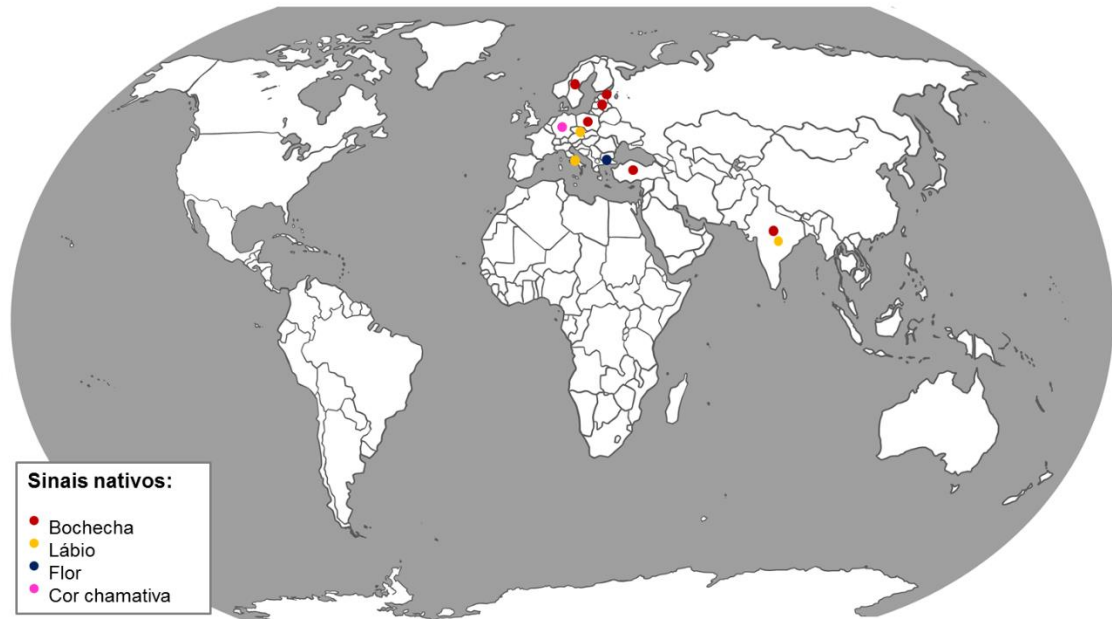 Sinais nativos:
Bochecha
Lábio
Flor
Cor chamativa